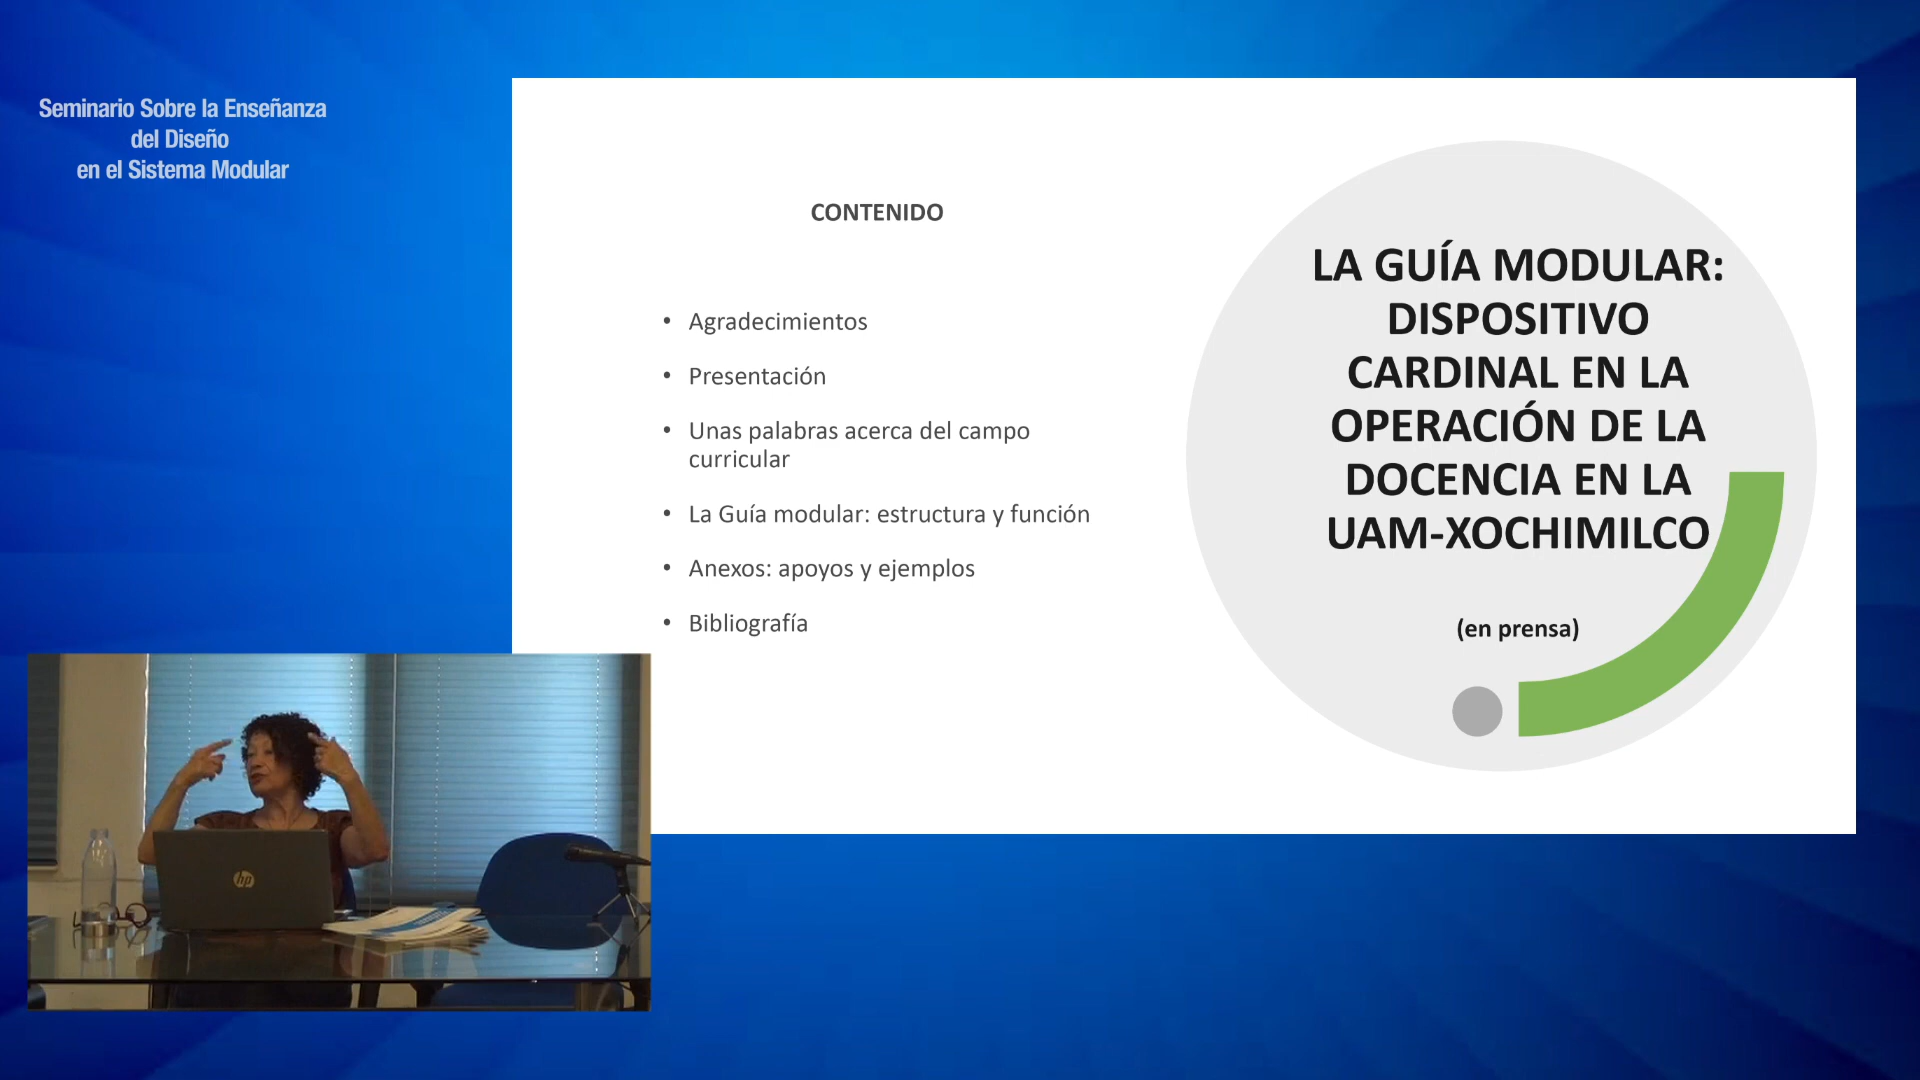 Seminario Sobre la Enseñanza
del Diseño
en el Sistema Modular
CONTENIDO
• Agradecimientos
• Presentación
• Unas palabras acerca del campo
curricular
• La Guía modular: estructura y función
• Anexos: apoyos y ejemplos
• Bibliografía
LA GUÍA MODULAR:
DISPOSITIVO
CARDINAL EN LA
OPERACIÓN DE LA
DOCENCIA EN LA
UAM-XOCHIMILCO
(en prensa)
hp